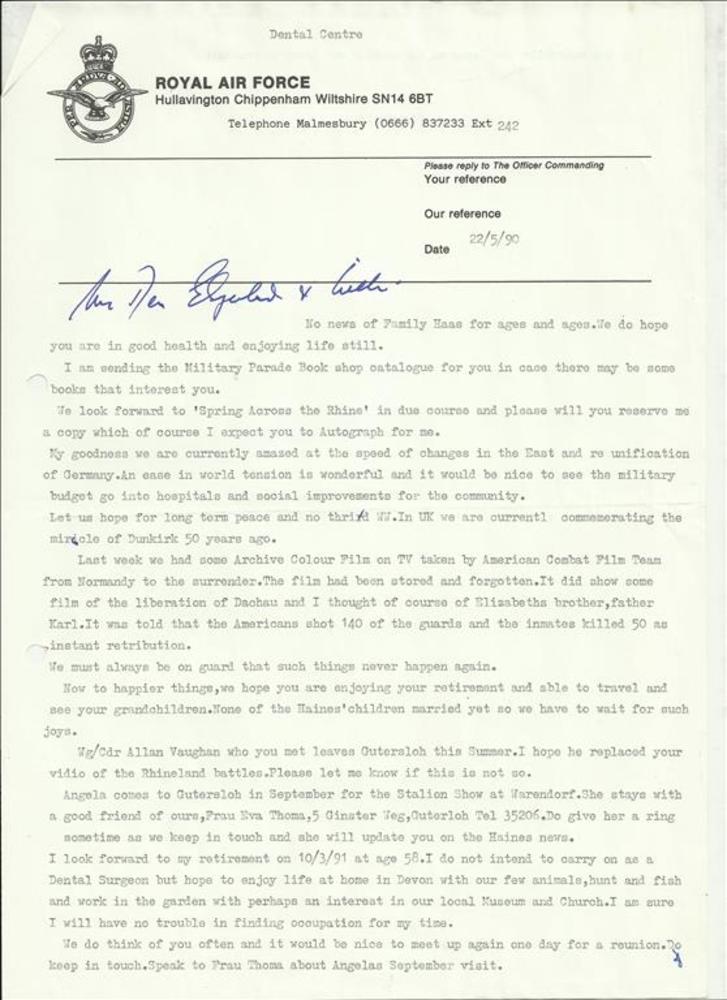 Dental Centre
ROYAL AIR FORCE
Hullavington Chippenham Wiltshire SN14 6BT
Telephone Malmesbury (0666) 837233 Ext 242
Please reply to The Officer Commanding
Your reference
Our reference
Date 22/5/90
No news of Family Haas for ages and ages.We do hope
you are in good health and enjoying life still.
I am sending the Military Parade Book shop catalogue for you in case there may be some
books that interest you.
We look forward to 'Spring Across the Rhine' in due course and please will you reserve me
a copy which of course I expect you to Autograph for me.
My goodness we are currently amazed at the speed of changes in the East and re unification
of Germany.An ease in world tension is wonderful and it would be nice to see the military
budget go into hospitals and social improvements for the community.
Let us hope for long term peace and no third WW.In UK we are currentl commemorating the
miracle of Dunkirk 50 years ago.
Last week we had some Archive Colour Film on TV taken by American Combat Film Team
from Normandy to the surrender.The film had been stored and forgotten.It did show some
film of the liberation of Dachau and I thought of course of Elizabeths brother,father
Karl.It was told that the Americans shot 140 of the guards and the inmates killed 50 as
instant retribution.
We must always be on guard that such things never happen again.
Now to happier things,we hope you are enjoying your retirement and able to travel and
see your grandchildren.None of the Haines'children married yet so we have to wait for such
joys.
Wg/Cdr Allan Vaughan who you met leaves Gutersloh this Summer.I hope he replaced your
vidio of the Rhineland battles.Please let me know if this is not so.
Angela comes to Gutersloh in September for the Stalion Show at Warendorf.She stays with
a good friend of ours,Frau Eva Thoma,5 Ginster Weg,Guterloh Tel 35206.Do give her a ring
sometime as we keep in touch and she will update you on the Haines news.
I look forward to my retirement on 10/3/91 at age 58.I do not intend to carry on as a
Dental Surgeon but hope to enjoy life at home in Devon with our few animals,hunt and fish
and work in the garden with perhaps an interest in our local Museum and Church.I am sure
I will have no trouble in finding occupation for my time.
We do think of you often and it would be nice to meet up again one day for a reunion.Do
keep in touch.Speak to Frau Thoma about Angelas September visit.